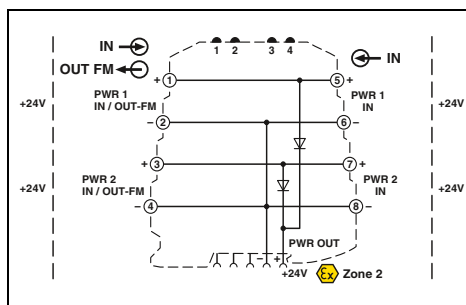 IN
1 2 3 4
IN
OUT FM
+ 1
5 +
PWR 1
IN / OUT-FM
PWR 1
IN
+24V
+24V
− 2
6 −
+ 3
7 +
PWR 2
IN / OUT-FM
PWR 2
IN
+24V
+24V
− 4
8 −
PWR OUT
− +
+24V
Ex Zone 2